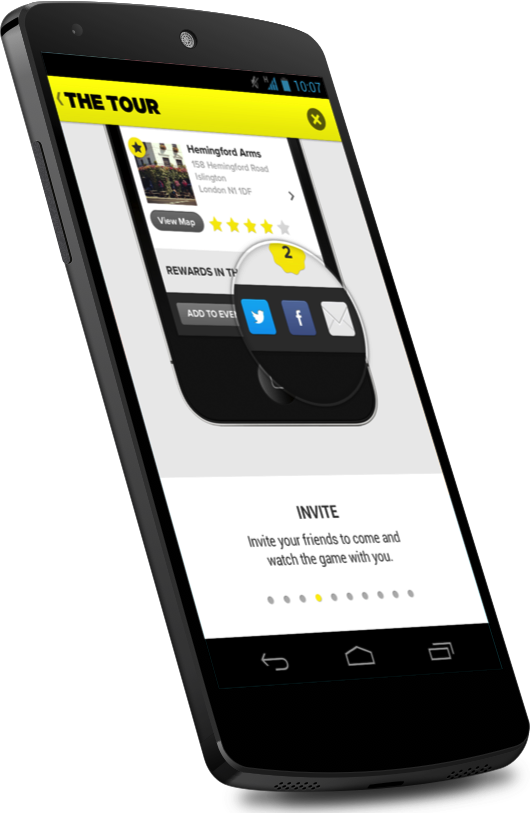 H
10:07
THE TOUR
Hemingford Arms
158 Hemingford Road
Islington
London N1 1DF
View Map
2
REWARDS IN TH
ADD TO EVE
f
INVITE
Invite your friends to come and
watch the game with you.